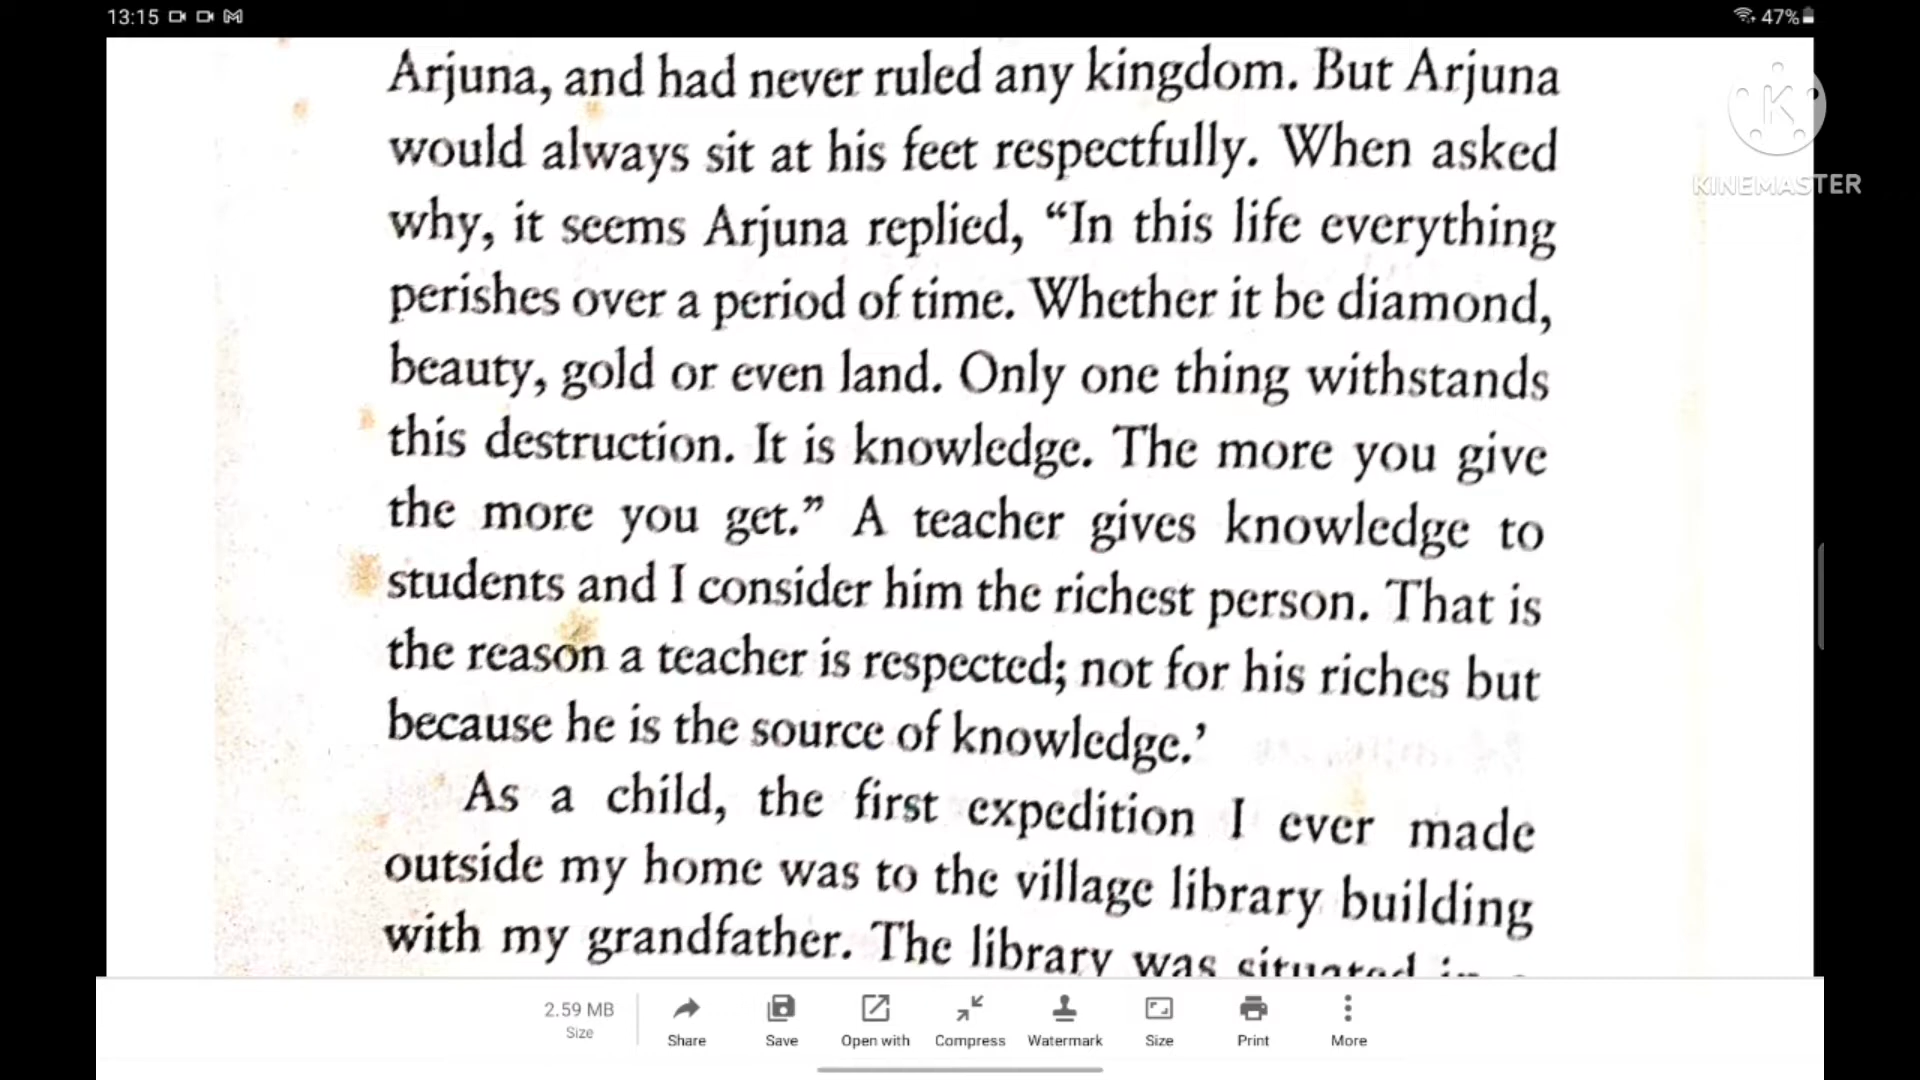 13:15
47%
Arjuna, and had never ruled any kingdom. But Arjuna
would always sit at his feet respectfully. When asked
why, it seems Arjuna replied, “In this life everything
perishes over a period of time. Whether it be diamond,
beauty, gold or even land. Only one thing withstands
this destruction. It is knowledge. The more you give
the more you get.” A teacher gives knowledge to
students and I consider him the richest person. That is
the reason a teacher is respected; not for his riches but
because he is the source of knowledge.’
As a child, the first expedition I ever made
outside my home was to the village library building
with my grandfather. The library was situated in a
K
KINEMASTER
2.59 MB
Size
Share
Save
Open with
Compress
Watermark
Size
Print
More